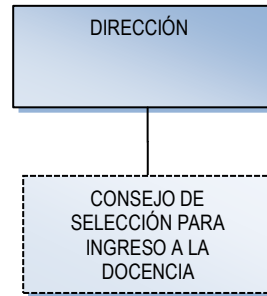 DIRECCIÓN
CONSEJO DE
SELECCIÓN PARA
INGRESO A LA
DOCENCIA